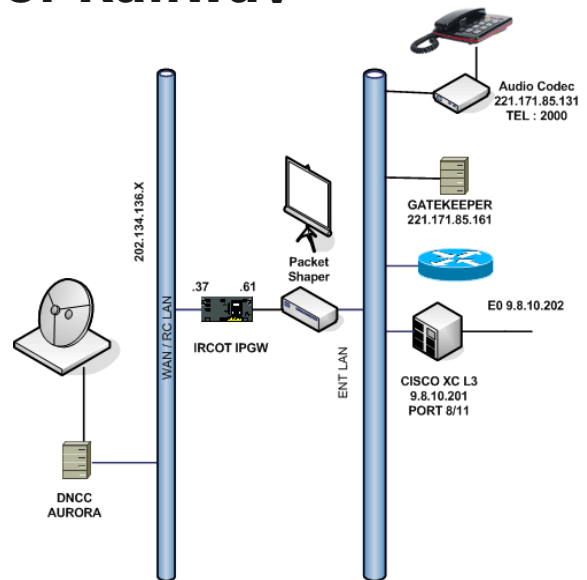 Audio Codec
221.171.85.131
TEL : 2000
GATEKEEPER
221.171.85.161
202.134.136.X
Packet
Shaper
.37
.61
E0 9.8.10.202
WAN / RC LAN
IRCOT IPGW
ENT LAN
CISCO XC L3
9.8.10.201
PORT 8/11
DNCC
AURORA